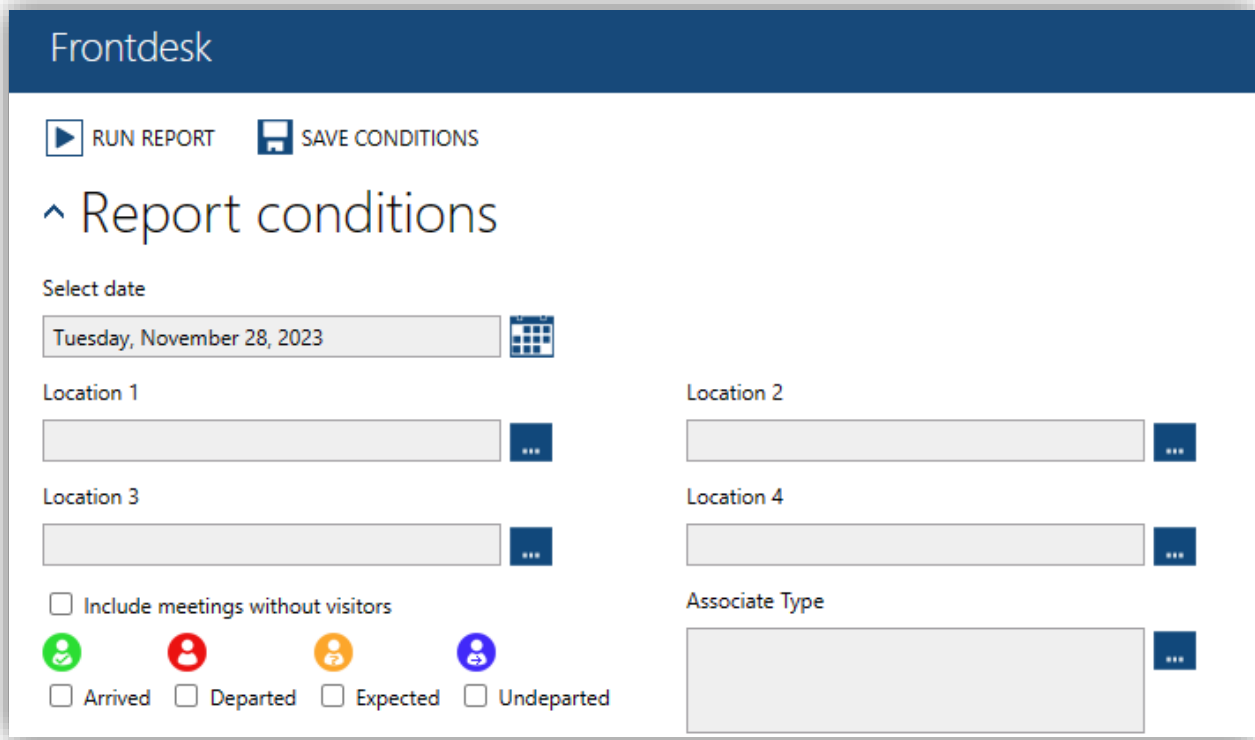 Frontdesk
RUN REPORT SAVE CONDITIONS
Report conditions
Select date
Tuesday, November 28, 2023
Location 1 Location 2
...
...
Location 3 Location 4
...
...
Include meetings without visitors Associate Type
...
Arrived Departed Expected Undeparted